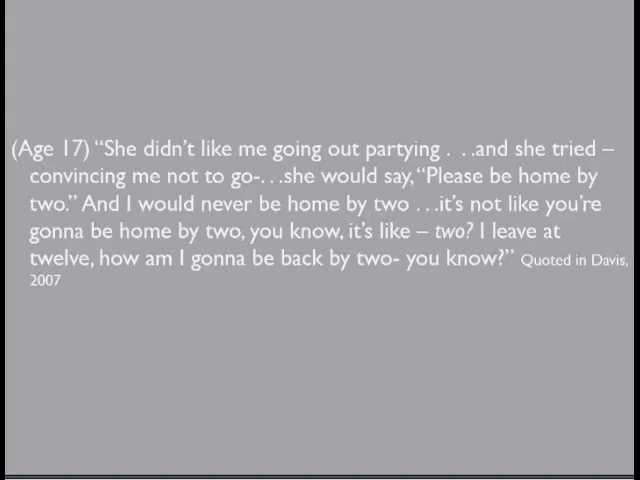 (Age 17) “She didn’t like me going out partying . . .and she tried –
convincing me not to go-. . .she would say, “Please be home by
two.” And I would never be home by two . . .it’s not like you’re
gonna be home by two, you know, it’s like – two? I leave at
twelve, how am I gonna be back by two- you know?” Quoted in Davis,
2007